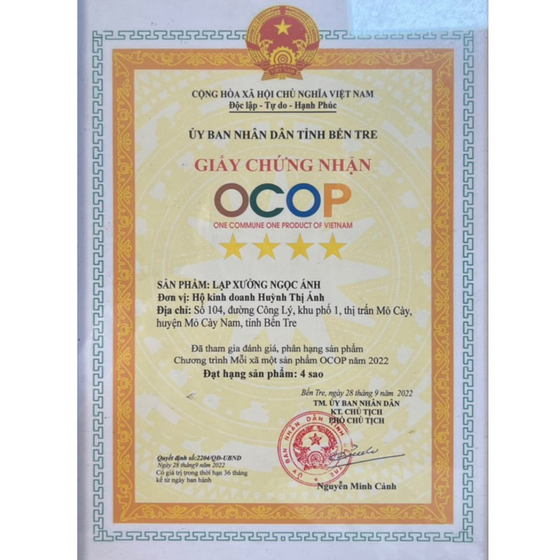 CỘNG HÒA XÃ HỘI CHỦ NGHĨA VIỆT NAM
Độc lập - Tự do - Hạnh Phúc
ỦY BAN NHÂN DÂN TỈNH BẾN TRE
GIẤY CHỨNG NHẬN
OCOP
ONE COMMUNE ONE PRODUCT OF VIETNAM
SẢN PHẨM: LẠP XƯỞNG NGỌC ÁNH
Đơn vị: Hộ kinh doanh Huỳnh Thị Ánh
Địa chỉ: Số 104, đường Công Lý, khu phố 1, thị trấn Mỏ Cày,
huyện Mỏ Cày Nam, tỉnh Bến Tre
Đã tham gia đánh giá, phân hạng sản phẩm
Chương trình Mỗi xã một sản phẩm OCOP năm 2022
Đạt hạng sản phẩm: 4 sao
Bến Tre, ngày 28 tháng 9 năm 2022
TM. ỦY BAN NHÂN DÂN
KT. CHỦ TỊCH
PHÓ CHỦ TỊCH
Quyết định số:2204/QĐ-UBND
Ngày 28 tháng9 năm 2022
Có giá trị trong thời hạn 36 tháng
kể từ ngày ban hành
Nguyễn Minh Cảnh